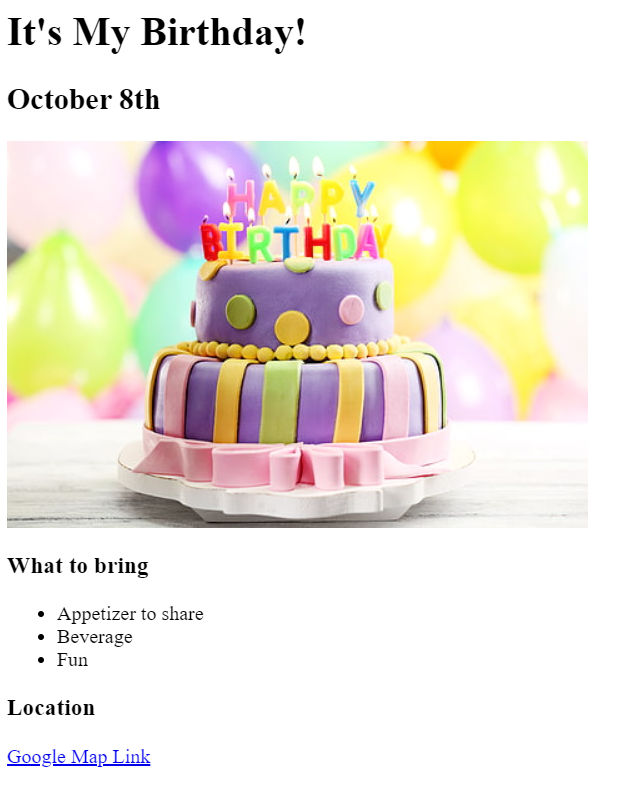 It's My Birthday!
October 8th
HAPPY
BIRTHDAY
What to bring
Appetizer to share
Beverage
Fun
Location
Google Map Link